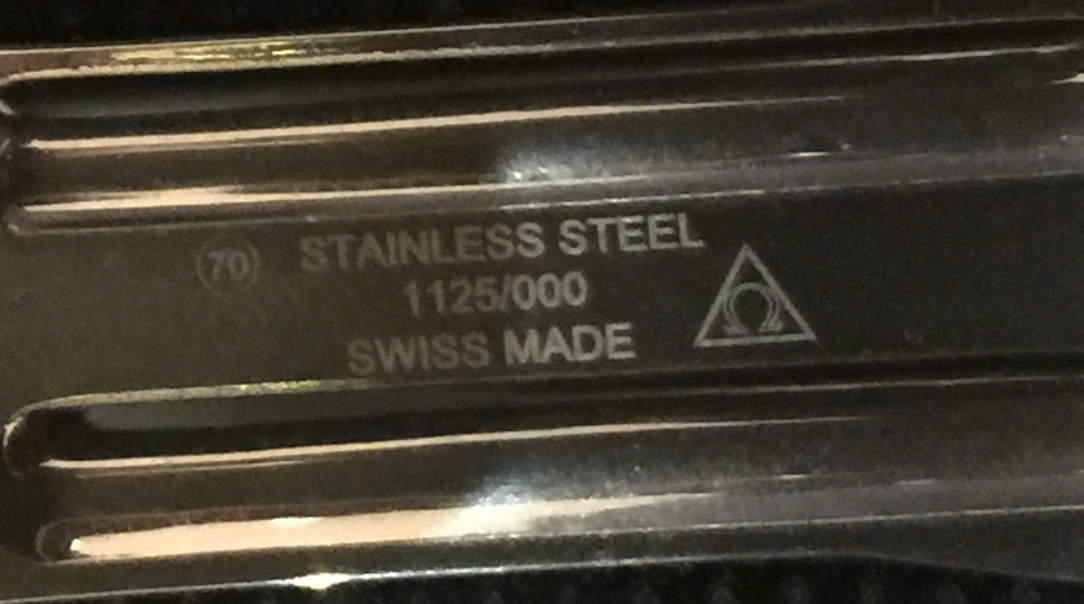 70 STAINLESS STEEL
1125/000
SWISS MADE
Ω